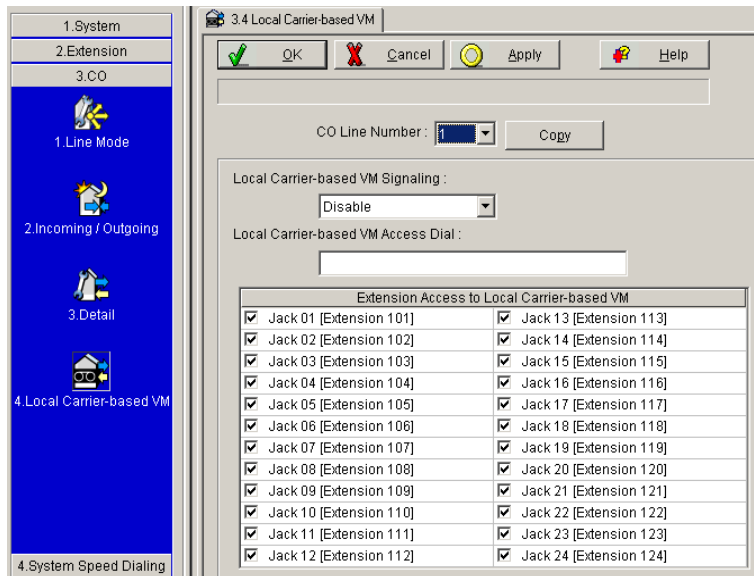 1.System
2.Extension
3.CO
1.Line Mode
2.Incoming / Outgoing
3.Detail
4.Local Carrier-based VM
4.System Speed Dialing
3.4 Local Carrier-based VM
OK Cancel Apply Help
CO Line Number : 1 Copy
Local Carrier-based VM Signaling :
Disable
Local Carrier-based VM Access Dial :
Extension Access to Local Carrier-based VM
Jack 01 [Extension 101] Jack 13 [Extension 113]
Jack 02 [Extension 102] Jack 14 [Extension 114]
Jack 03 [Extension 103] Jack 15 [Extension 115]
Jack 04 [Extension 104] Jack 16 [Extension 116]
Jack 05 [Extension 105] Jack 17 [Extension 117]
Jack 06 [Extension 106] Jack 18 [Extension 118]
Jack 07 [Extension 107] Jack 19 [Extension 119]
Jack 08 [Extension 108] Jack 20 [Extension 120]
Jack 09 [Extension 109] Jack 21 [Extension 121]
Jack 10 [Extension 110] Jack 22 [Extension 122]
Jack 11 [Extension 111] Jack 23 [Extension 123]
Jack 12 [Extension 112] Jack 24 [Extension 124]